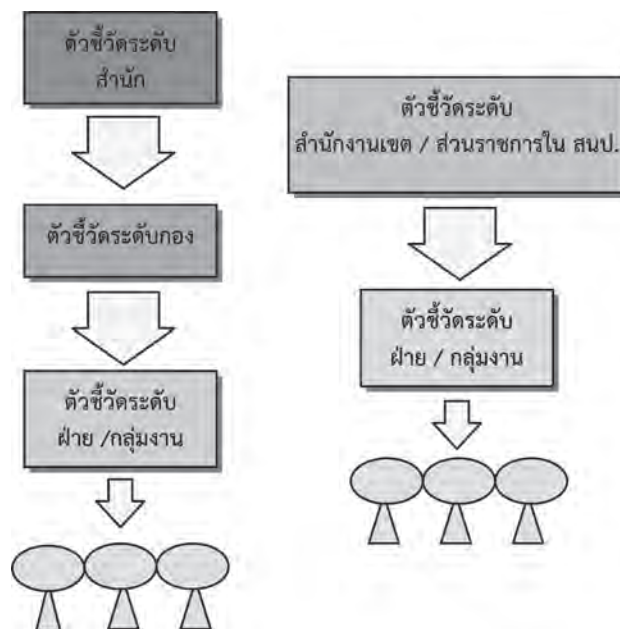 ตัวชี้วัดระดับ
สำนัก
ตัวชี้วัดระดับกอง
ตัวชี้วัดระดับ
ฝ่าย /กลุ่มงาน
ตัวชี้วัดระดับ
สำนักงานเขต / ส่วนราชการใน สนป.
ตัวชี้วัดระดับ
ฝ่าย / กลุ่มงาน